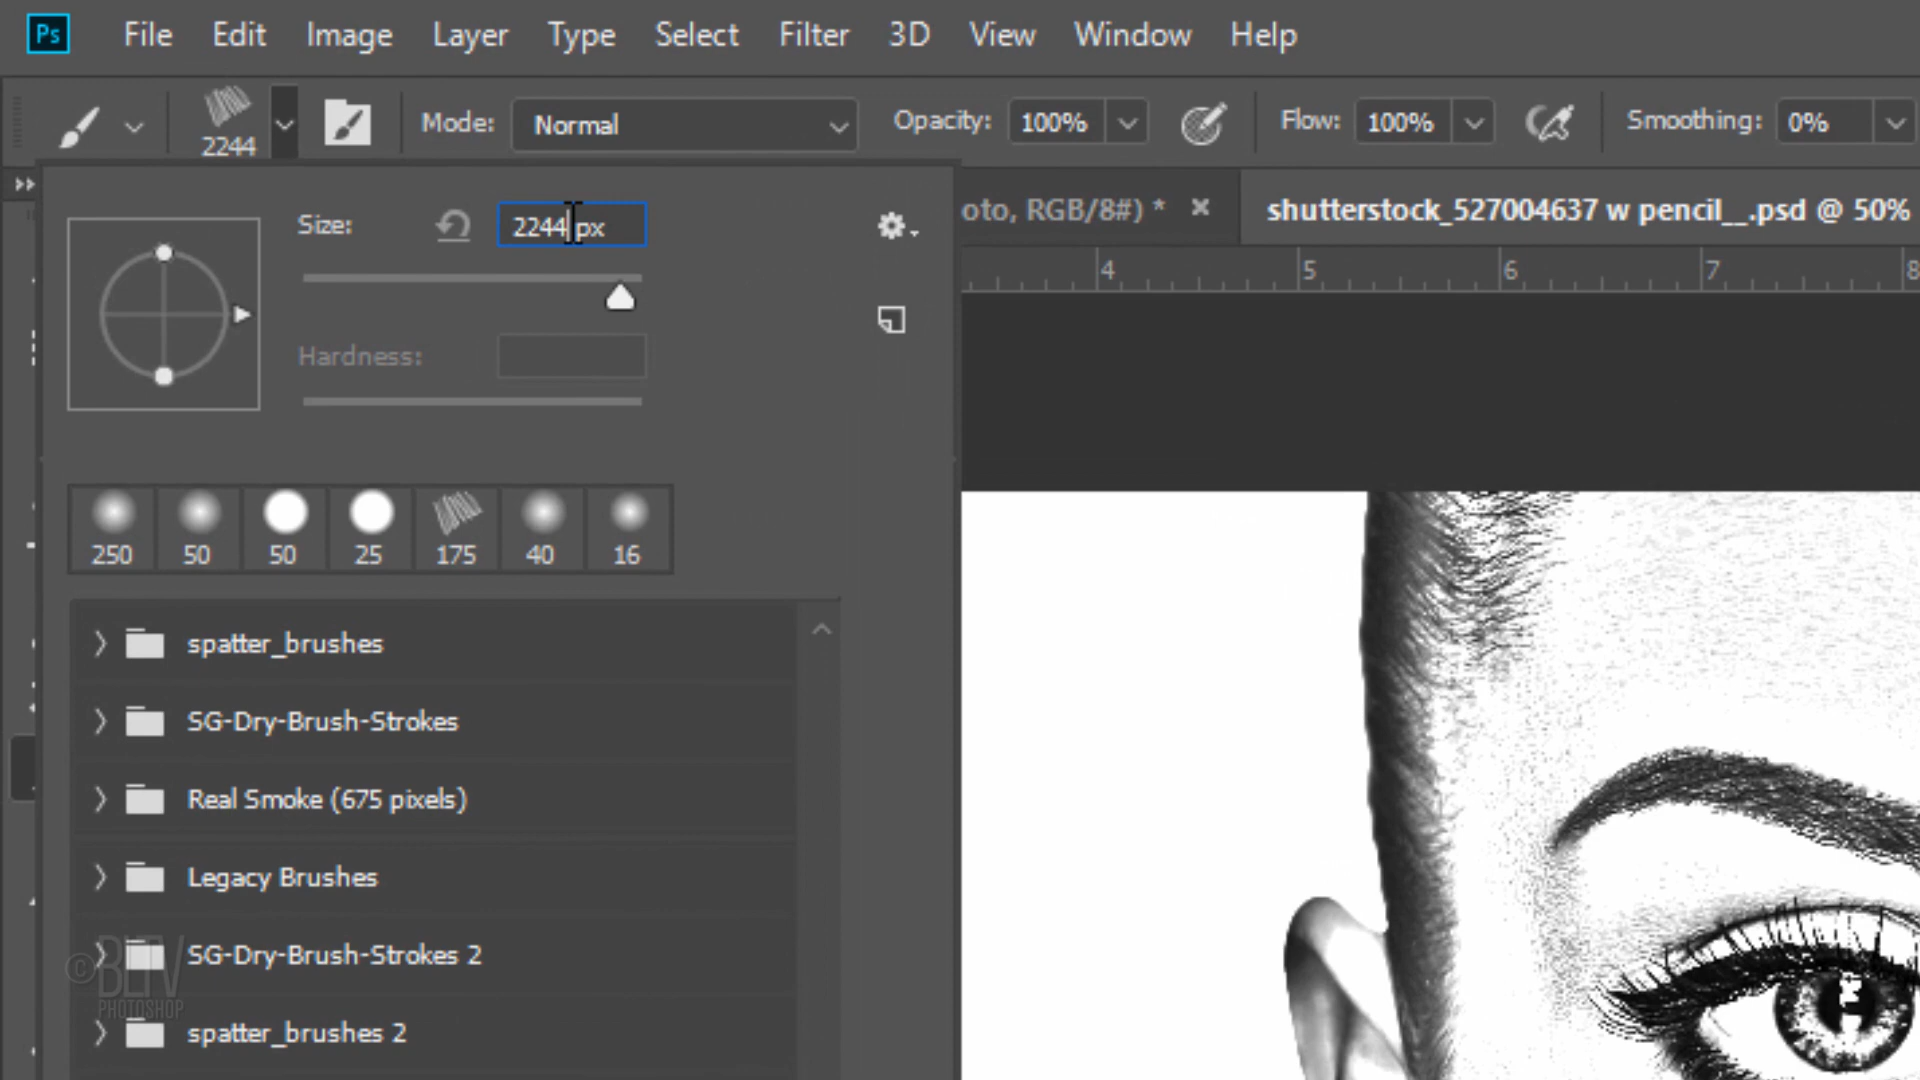 Ps File Edit Image Layer Type Select Filter 3D View Window Help
2244 Mode: Normal Opacity: 100% Flow: 100% Smoothing: 0%
oto, RGB/8#) * shutterstock_527004637 w pencil__.psd @ 50%
Size: 2244 px
4 5 6 7 8
Hardness:
250 50 50 25 175 40 16
spatter_brushes
SG-Dry-Brush-Strokes
Real Smoke (675 pixels)
Legacy Brushes
SG-Dry-Brush-Strokes 2
spatter_brushes 2
© BLTV
PHOTOSHOP